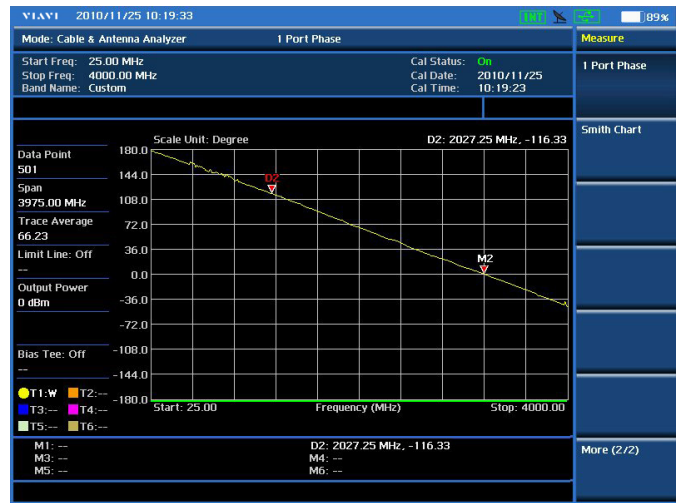 VIAVI 2010/11/25 10:19:33 INT 89%
Mode: Cable & Antenna Analyzer 1 Port Phase
Measure
Start Freq: 25.00 MHz Cal Status: On
Stop Freq: 4000.00 MHz Cal Date: 2010/11/25
Band Name: Custom Cal Time: 10:19:23
1 Port Phase
Smith Chart
Scale Unit: Degree D2: 2027.25 MHz, -116.33
Data Point
501
Span
3975.00 MHz
Trace Average
66.23
Limit Line: Off
--
Output Power
0 dBm
Bias Tee: Off
--
T1:W T2:--
T3:-- T4:--
T5:-- T6:--
180.0
144.0
108.0
72.0
36.0
0.0
-36.0
-72.0
-108.0
-144.0
-180.0
D2
M2
Start: 25.00 Frequency (MHz) Stop: 4000.00
M1: -- D2: 2027.25 MHz, -116.33
M3: -- M4: --
M5: -- M6: --
More (2/2)